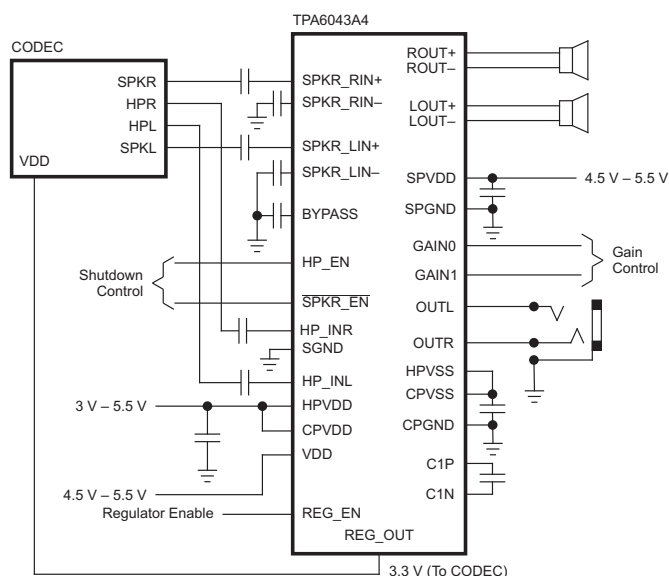 TPA6043A4
CODEC
SPKR
HPR
HPL
SPKL
VDD
SPKR_RIN+
SPKR_RIN–
SPKR_LIN+
SPKR_LIN–
BYPASS
HP_EN
SPKR_EN
HP_INR
SGND
HP_INL
HPVDD
CPVDD
VDD
REG_EN
REG_OUT
ROUT+
ROUT–
LOUT+
LOUT–
SPVDD
SPGND
GAIN0
GAIN1
OUTL
OUTR
HPVSS
CPVSS
CPGND
C1P
C1N
4.5 V – 5.5 V
Gain
Control
Shutdown
Control
3 V – 5.5 V
4.5 V – 5.5 V
Regulator Enable
3.3 V (To CODEC)